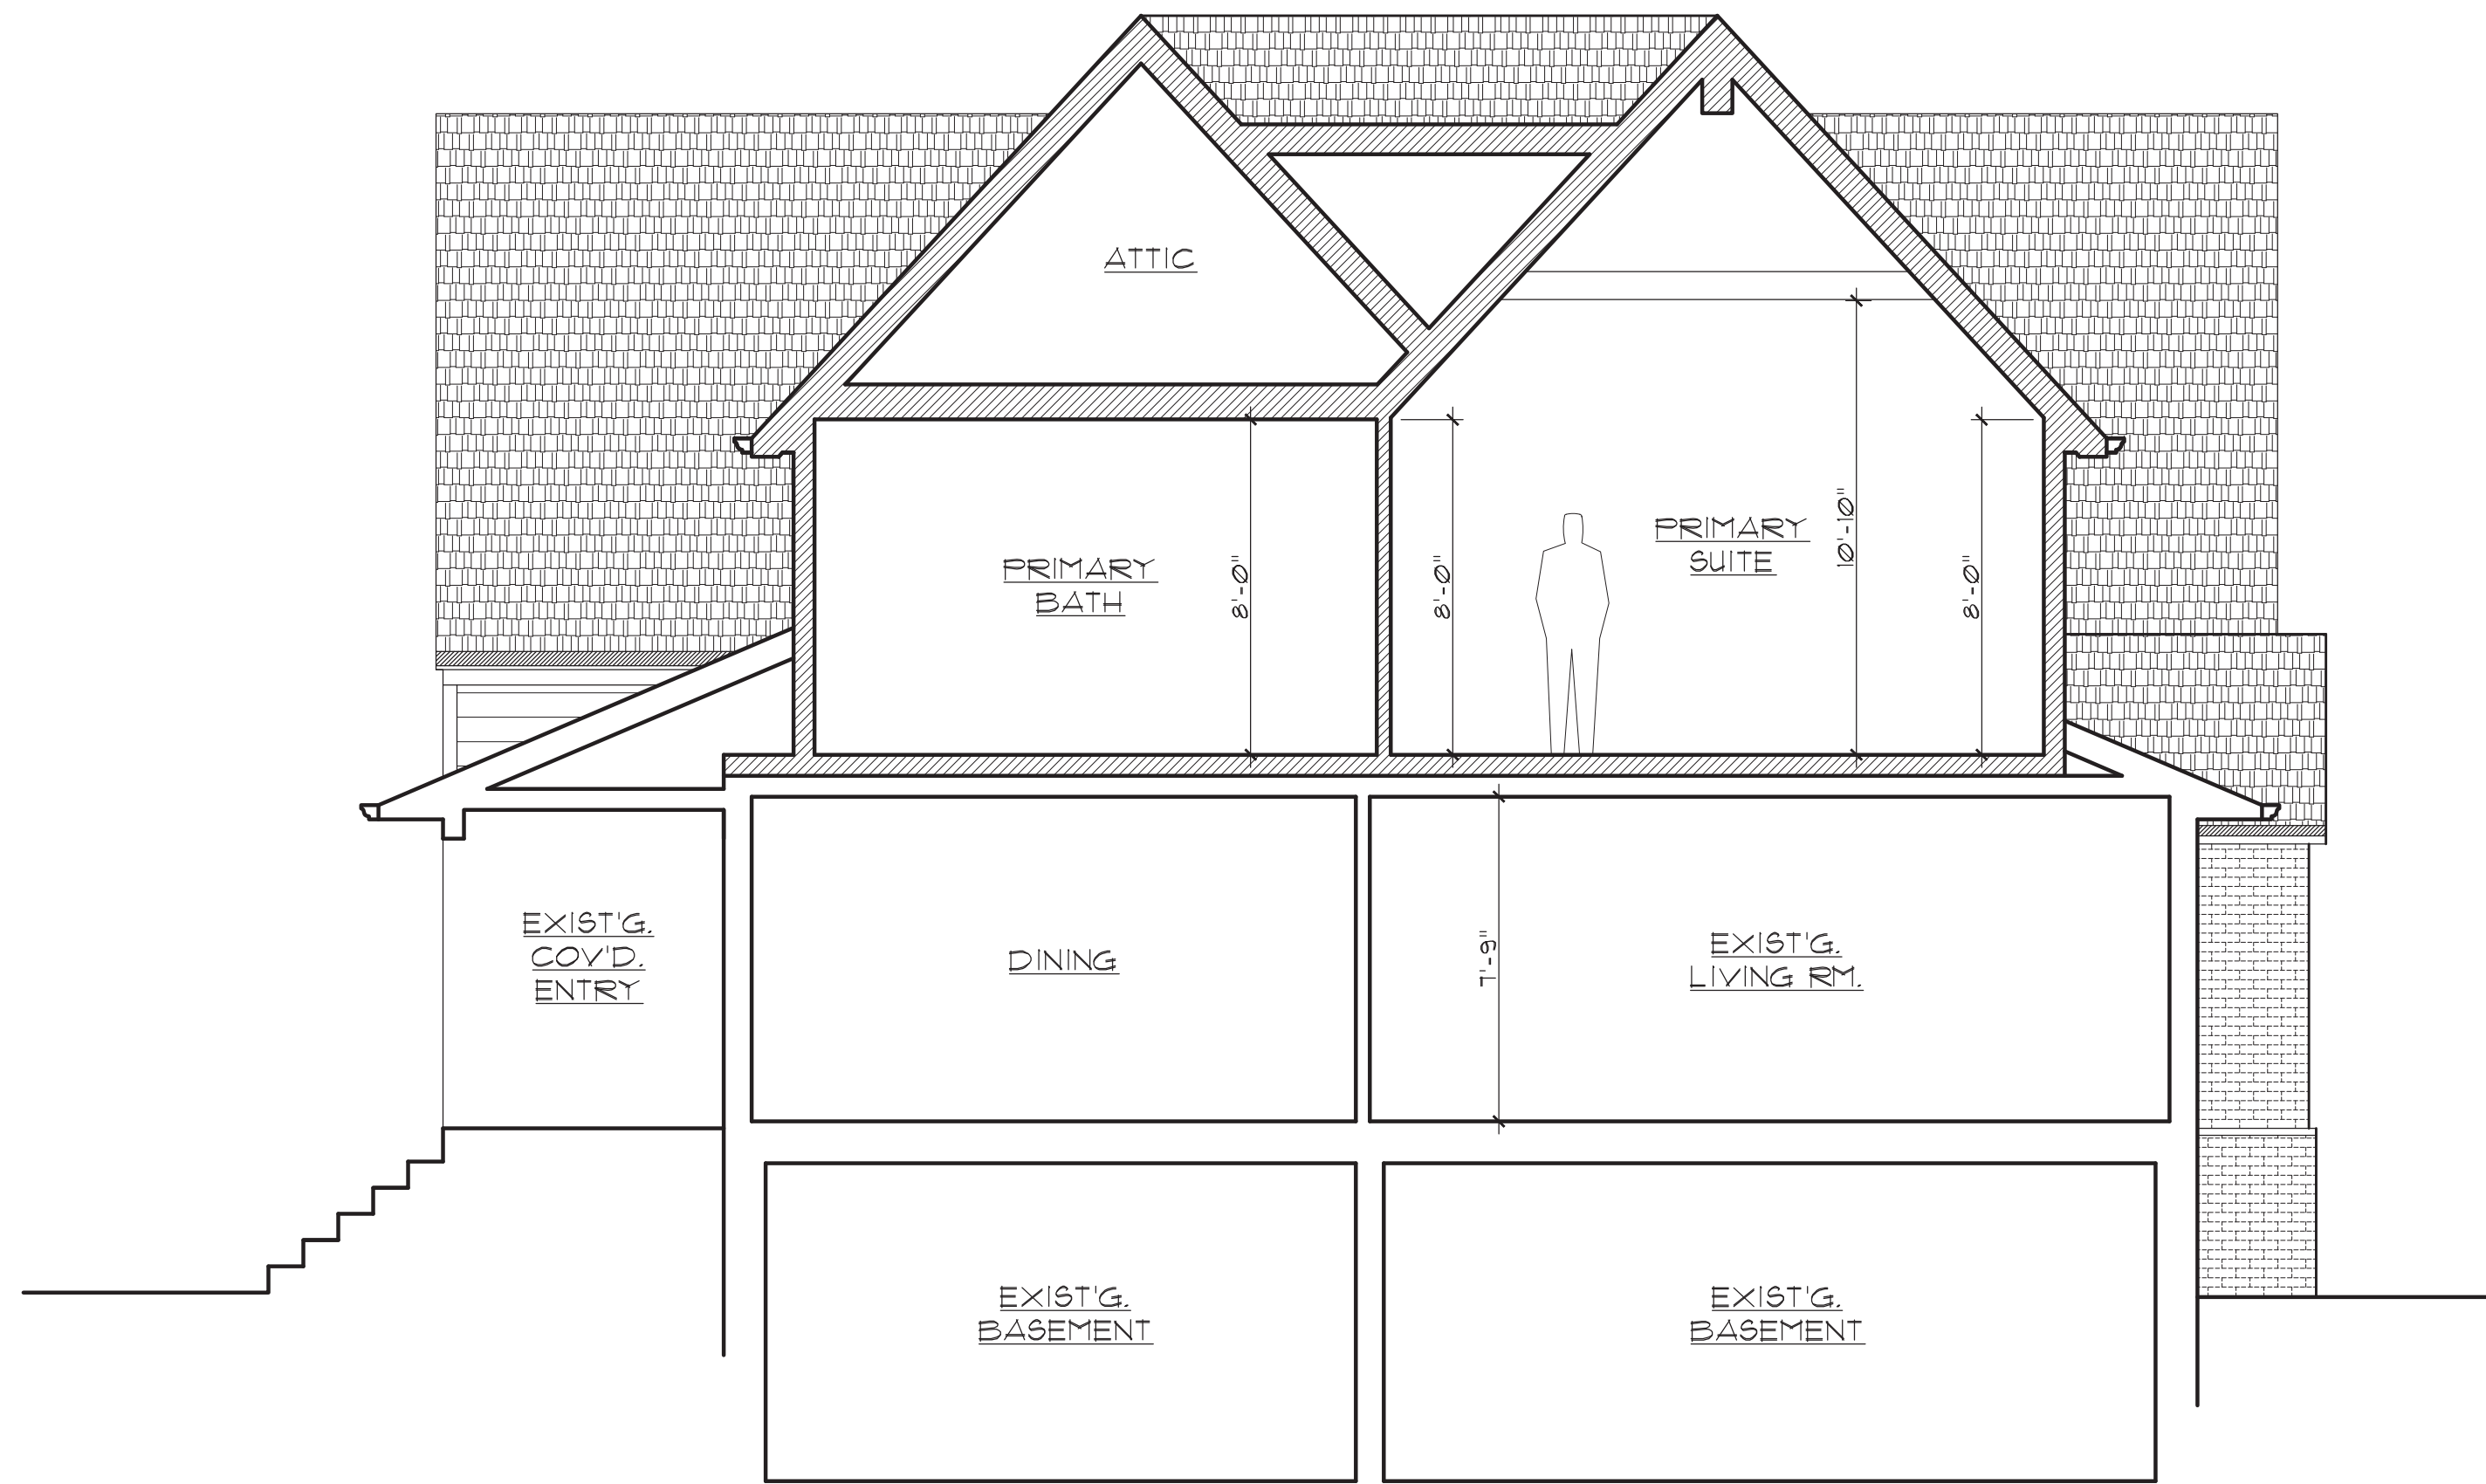 ATTIC
PRIMARY
BATH
8'-0"
8'-0"
PRIMARY
SUITE
10'-10"
8'-0"
EXIST'G.
COV'D.
ENTRY
DINING
7'-9"
EXIST'G.
LIVING RM.
EXIST'G.
BASEMENT
EXIST'G.
BASEMENT